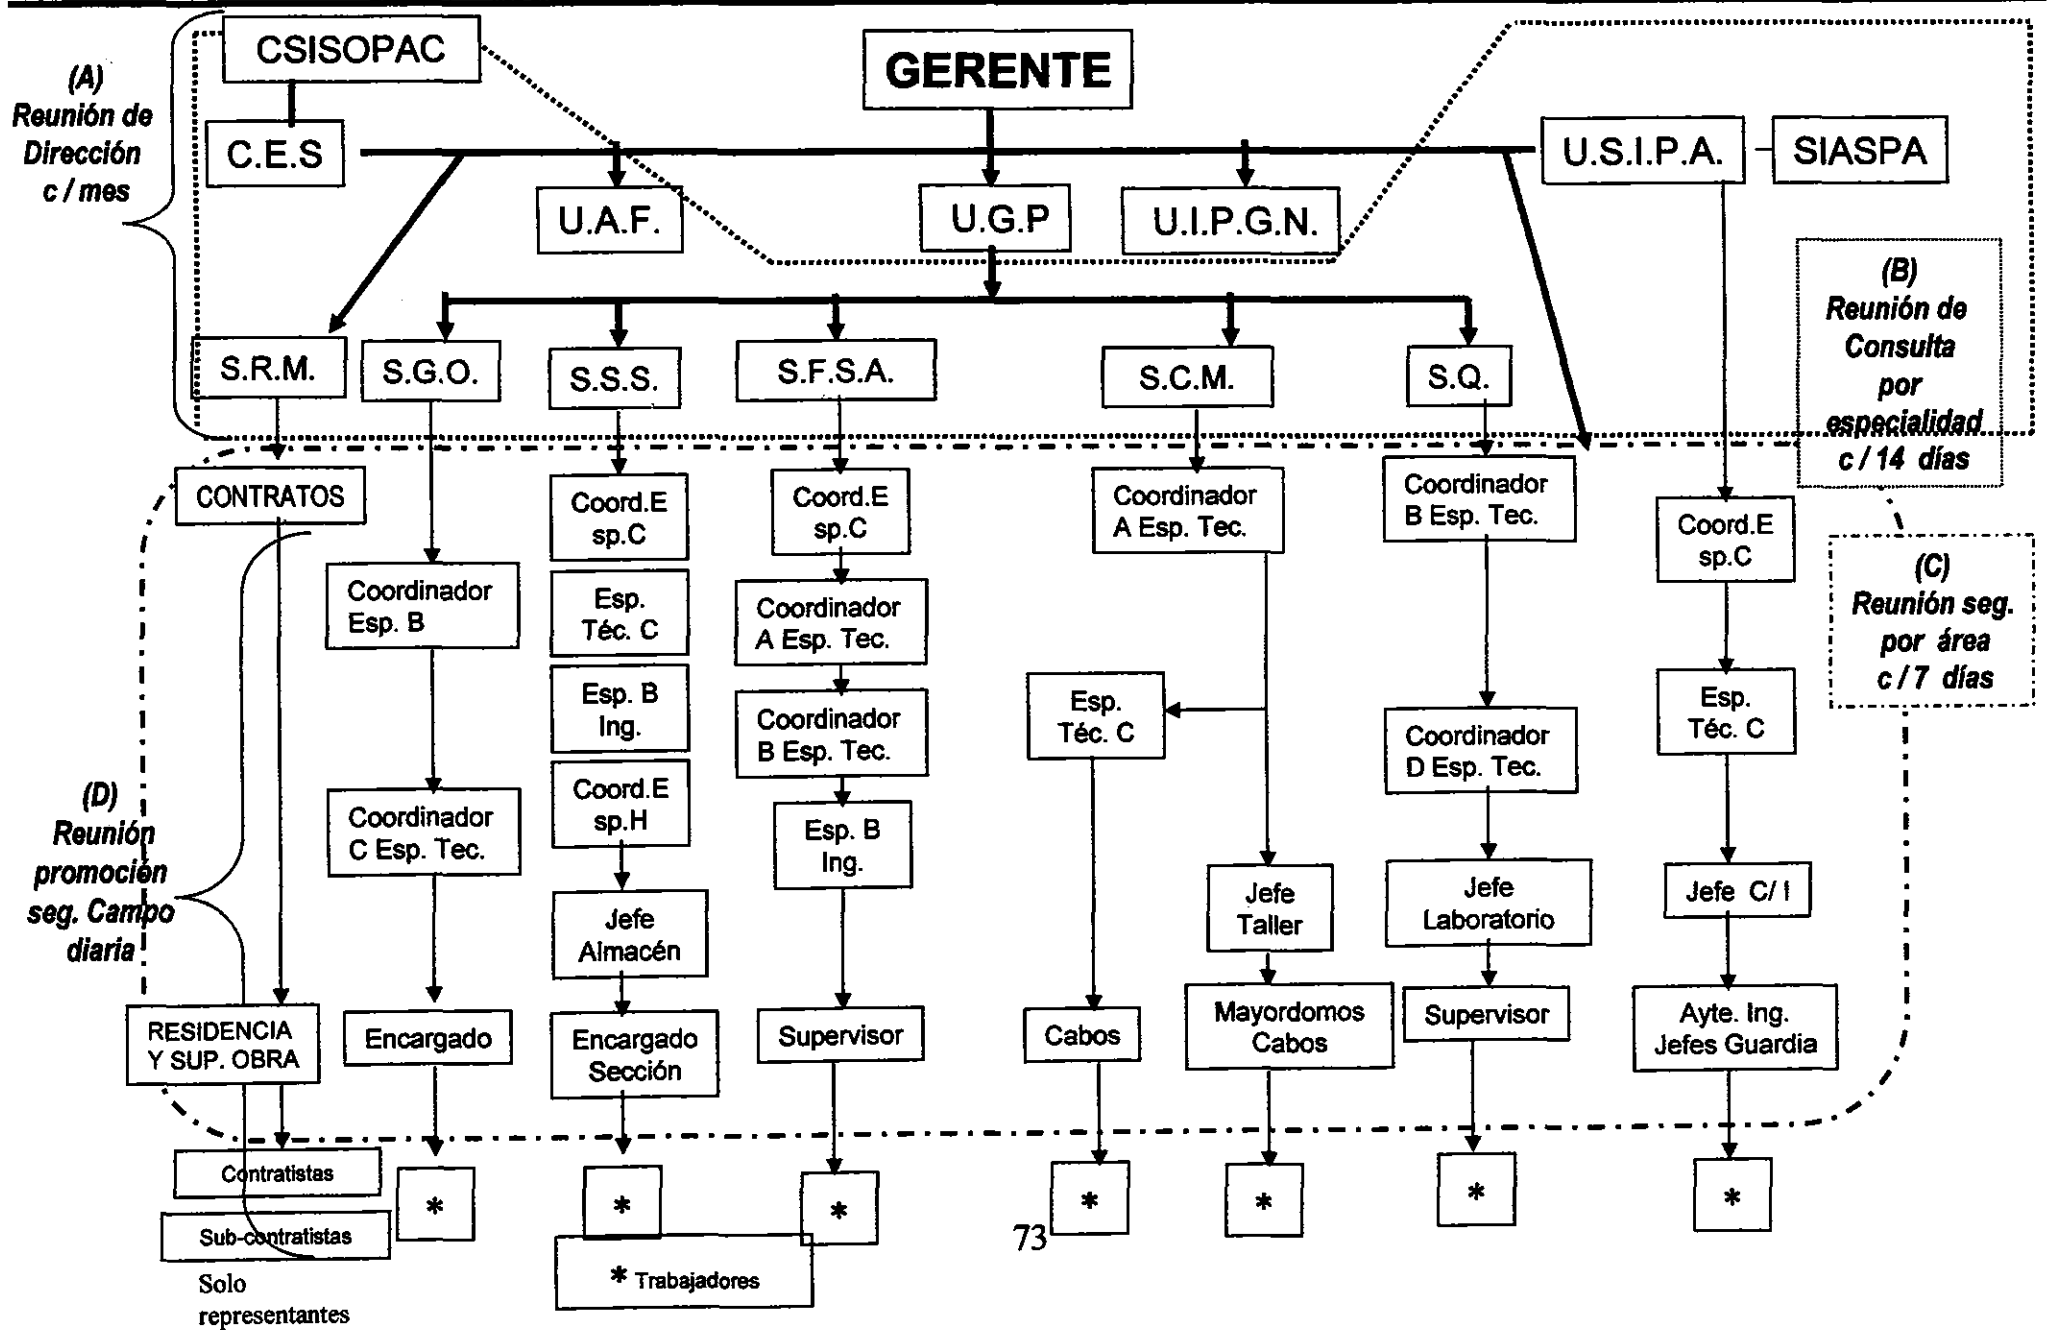 CSISOPAC
GERENTE
(A)
Reunión de
Dirección
c / mes
C.E.S
U.S.I.P.A.
SIASPA
U.A.F.
U.G.P
U.I.P.G.N.
(B)
Reunión de
Consulta
por
especialidad
c / 14 días
S.R.M.
S.G.O.
S.S.S.
S.F.S.A.
S.C.M.
S.Q.
CONTRATOS
Coordinador
Esp. B
Coordinador
C Esp. Tec.
Encargado
Coord.E
sp.C
Esp.
Téc. C
Esp. B
Ing.
Coord.E
sp.H
Jefe
Almacén
Encargado
Sección
Coord.E
sp.C
Coordinador
A Esp. Tec.
Coordinador
B Esp. Tec.
Esp. B
Ing.
Supervisor
Coordinador
A Esp. Tec.
Esp.
Téc. C
Cabos
Jefe
Taller
Mayordomos
Cabos
Coordinador
B Esp. Tec.
Coordinador
D Esp. Tec.
Jefe
Laboratorio
Supervisor
Coord.E
sp.C
Esp.
Téc. C
Jefe C/ I
Ayte. Ing.
Jefes Guardia
(C)
Reunión seg.
por área
c / 7 días
(D)
Reunión
promoción
seg. Campo
diaria
RESIDENCIA
Y SUP. OBRA
Contratistas
Sub-contratistas
Solo
representantes
*
*
*
*
*
*
*
* Trabajadores
73